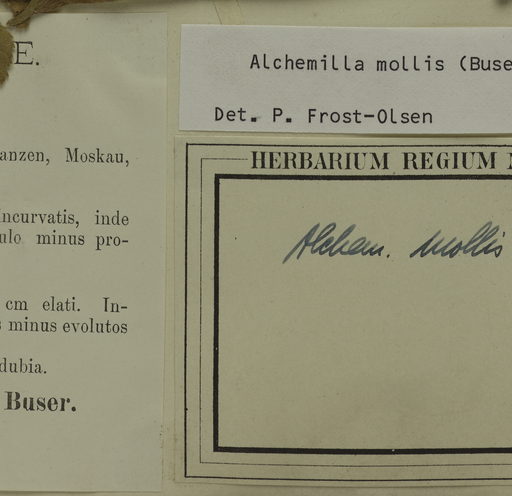 E.
anzen, Moskau,
incurvatis, inde
ulo minus pro-
cm elati. In-
s minus evolutos
dubia.
Buser.
Alchemilla mollis (Buse
Det. P. Frost-Olsen
HERBARIUM REGIUM
Alchem. mollis